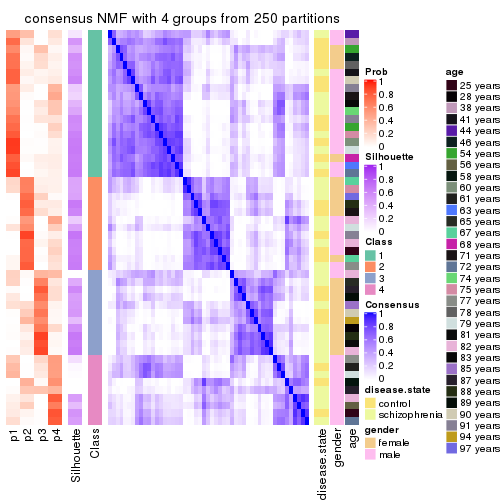 consensus NMF with 4 groups from 250 partitions
Prob
0.8
0.6
0.4
0.2
0
Silhouette
1
0.8
0.6
0.4
0.2
0
Class
1
2
3
4
Consensus
1
0.8
0.6
0.4
0.2
0
disease.state
control
schizophrenia
gender
female
male
age
25 years
28 years
38 years
41 years
44 years
46 years
54 years
56 years
58 years
60 years
61 years
63 years
65 years
67 years
68 years
71 years
72 years
74 years
75 years
77 years
78 years
79 years
81 years
82 years
83 years
85 years
87 years
88 years
89 years
90 years
91 years
94 years
97 years
p1
p2
p3
p4
Silhouette
Class
disease.state
gender
age